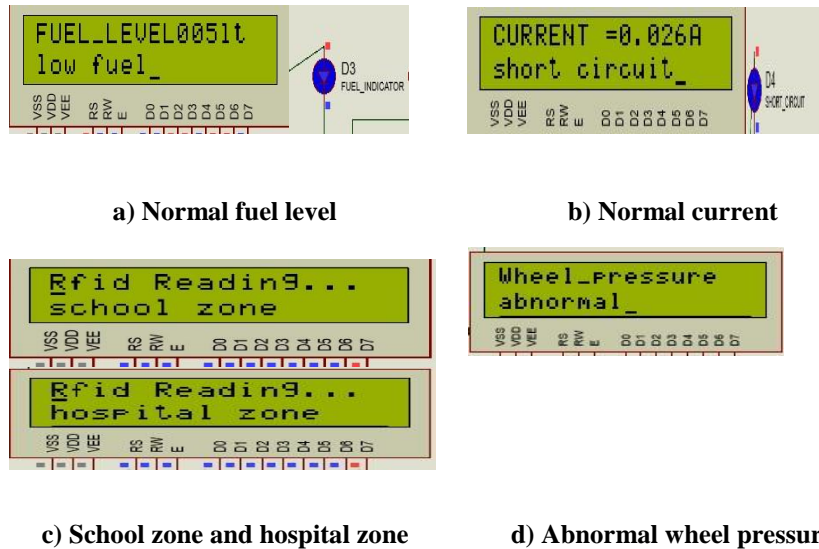 FUEL_LEVEL005lt
low fuel_
VSS VDD VEE RS RW E D0 D1 D2 D3 D4 D5 D6 D7
D3
FUEL_INDICATOR
CURRENT =0.026A
short circuit_
VSS VDD VEE RS RW E D0 D1 D2 D3 D4 D5 D6 D7
D4
SHORT_CIRCUIT
a) Normal fuel level
b) Normal current
Rfid Reading...
school zone
VSS VDD VEE RS RW E D0 D1 D2 D3 D4 D5 D6 D7
Rfid Reading...
hospital zone
VSS VDD VEE RS RW E D0 D1 D2 D3 D4 D5 D6 D7
Wheel_pressure
abnormal_
VSS VDD VEE RS RW E D0 D1 D2 D3 D4 D5 D6 D7
c) School zone and hospital zone
d) Abnormal wheel pressur